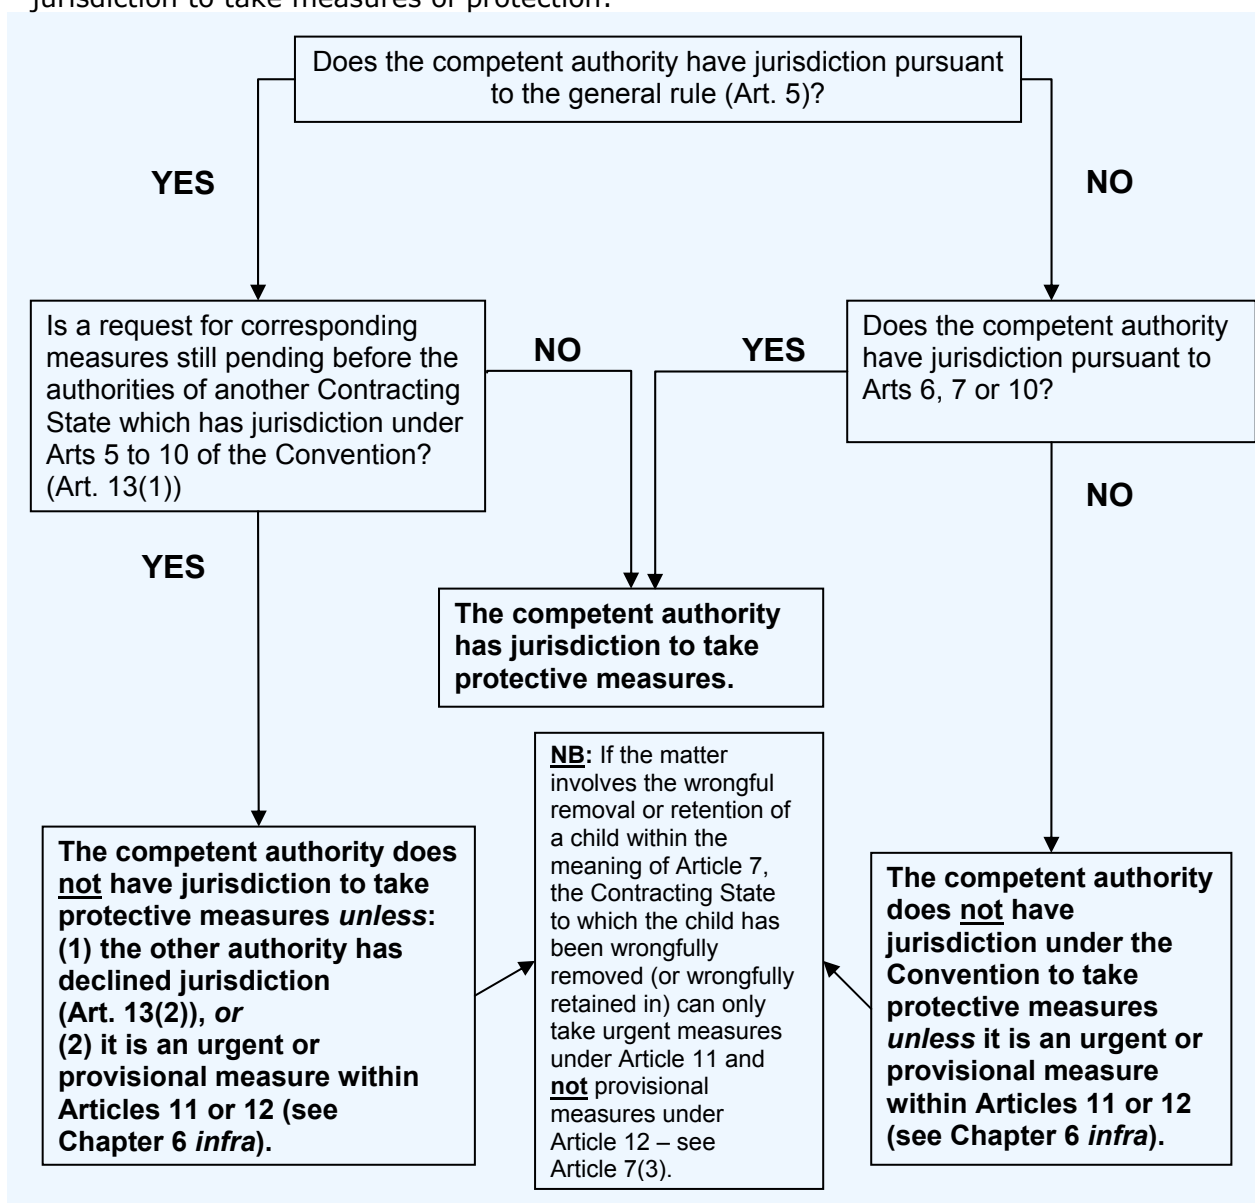 jurisdiction to take measures of protection.
Does the competent authority have jurisdiction pursuant
to the general rule (Art. 5)?
YES
NO
Is a request for corresponding
measures still pending before the
authorities of another Contracting
State which has jurisdiction under
Arts 5 to 10 of the Convention?
(Art. 13(1))
NO
YES
Does the competent authority
have jurisdiction pursuant to
Arts 6, 7 or 10?
YES
NO
The competent authority
has jurisdiction to take
protective measures.
The competent authority does
not have jurisdiction to take
protective measures unless:
(1) the other authority has
declined jurisdiction
(Art. 13(2)), or
(2) it is an urgent or
provisional measure within
Articles 11 or 12 (see
Chapter 6 infra).
NB: If the matter
involves the wrongful
removal or retention of
a child within the
meaning of Article 7,
the Contracting State
to which the child has
been wrongfully
removed (or wrongfully
retained in) can only
take urgent measures
under Article 11 and
not provisional
measures under
Article 12 – see
Article 7(3).
The competent authority
does not have
jurisdiction under the
Convention to take
protective measures
unless it is an urgent or
provisional measure
within Articles 11 or 12
(see Chapter 6 infra).